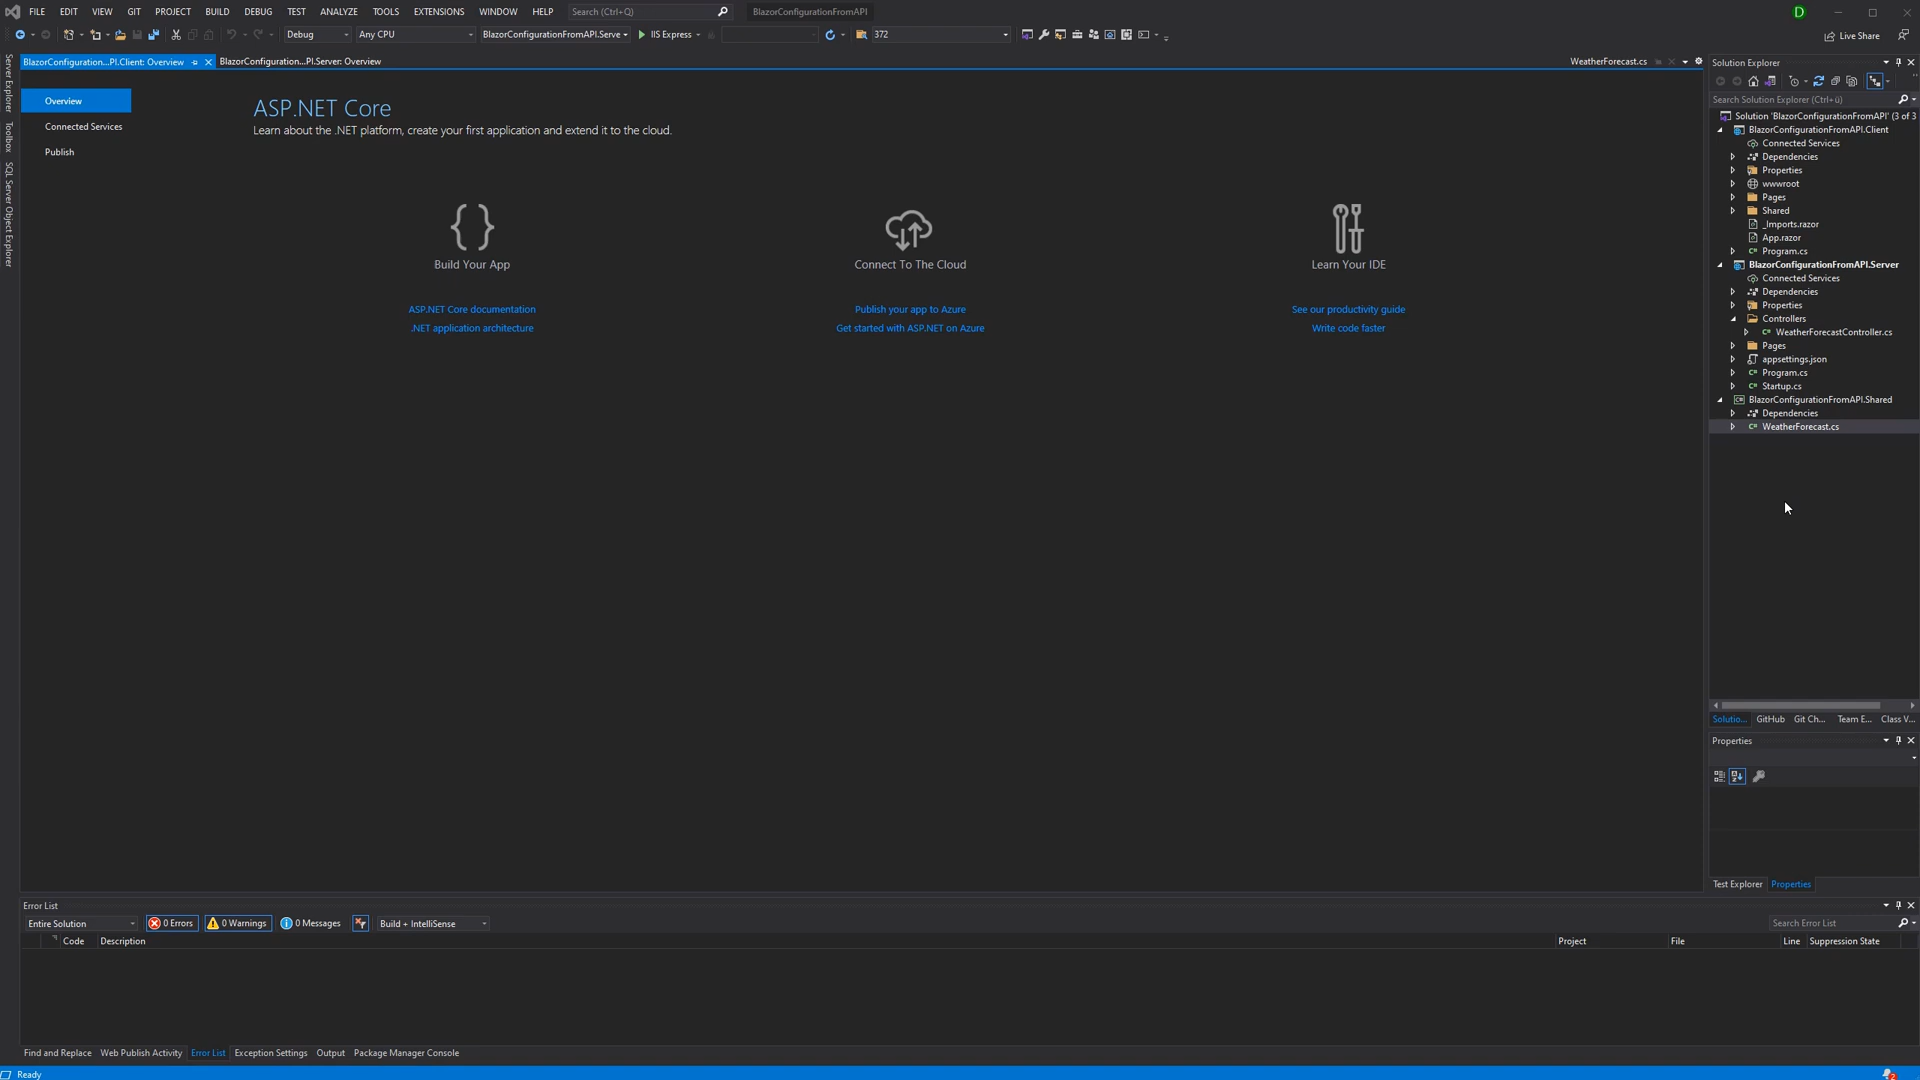 FILE EDIT VIEW GIT PROJECT BUILD DEBUG TEST ANALYZE TOOLS EXTENSIONS WINDOW HELP Search (Ctrl+Q) BlazorConfigurationFromAPI D
Debug Any CPU BlazorConfigurationFromAPI.Serve IIS Express 372 Live Share
BlazorConfiguration...PI.Client: Overview BlazorConfiguration...PI.Server: Overview WeatherForecast.cs
Server Explorer
Toolbox
SQL Server Object Explorer
Overview
Connected Services
Publish
ASP.NET Core
Learn about the .NET platform, create your first application and extend it to the cloud.
Build Your App
ASP.NET Core documentation
.NET application architecture
Connect To The Cloud
Publish your app to Azure
Get started with ASP.NET on Azure
Learn Your IDE
See our productivity guide
Write code faster
Solution Explorer
Search Solution Explorer (Ctrl+ü)
Solution 'BlazorConfigurationFromAPI' (3 of 3
BlazorConfigurationFromAPI.Client
Connected Services
Dependencies
Properties
wwwroot
Pages
Shared
_Imports.razor
App.razor
Program.cs
BlazorConfigurationFromAPI.Server
Connected Services
Dependencies
Properties
Controllers
WeatherForecastController.cs
Pages
appsettings.json
Program.cs
Startup.cs
BlazorConfigurationFromAPI.Shared
Dependencies
WeatherForecast.cs
Solutio... GitHub Git Ch... Team E... Class V...
Properties
Test Explorer Properties
Error List
Entire Solution 0 Errors 0 Warnings 0 Messages Build + IntelliSense Search Error List
Code Description Project File Line Suppression State
Find and Replace Web Publish Activity Error List Exception Settings Output Package Manager Console
Ready 2